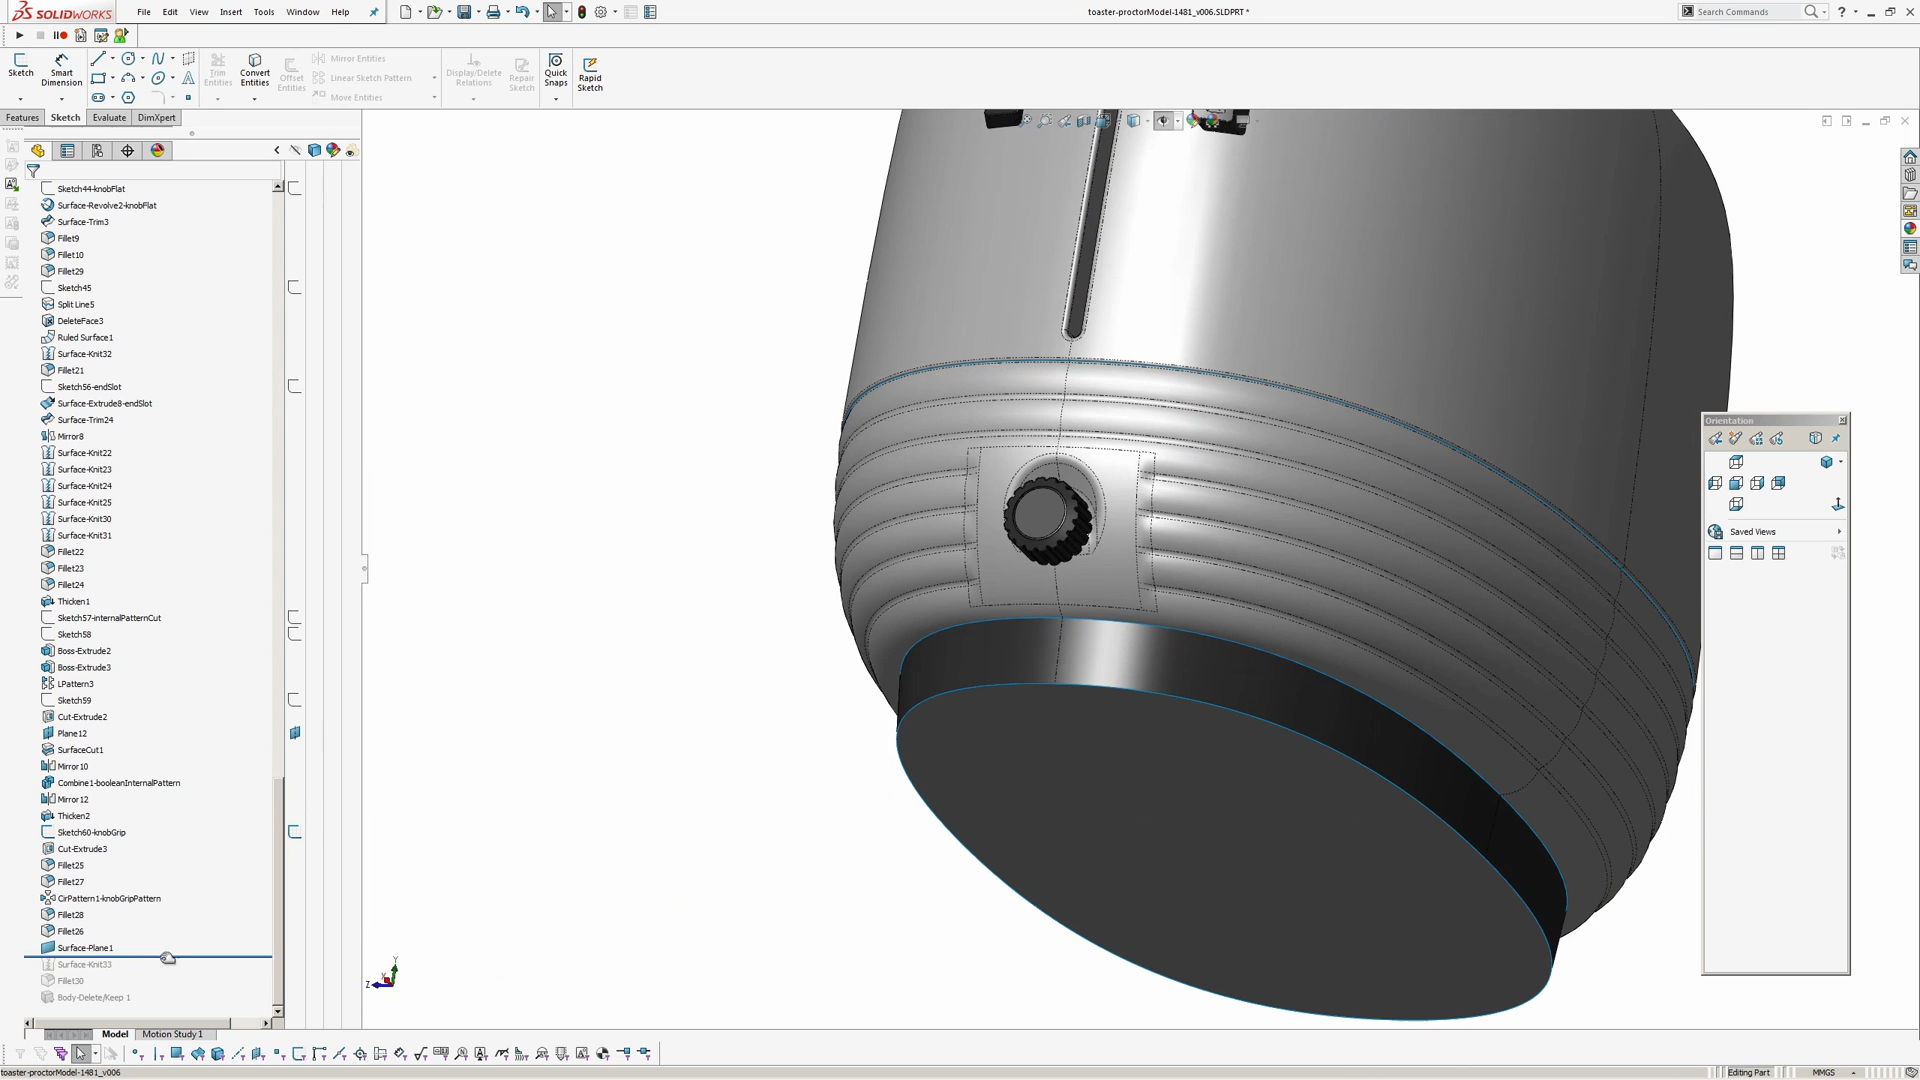 SOLIDWORKS File Edit View Insert Tools Window Help
toaster-proctorModel-1481_v006.SLDPRT *
Search Commands
Sketch
Smart Dimension
Trim Entities
Convert Entities
Offset Entities
Mirror Entities
Linear Sketch Pattern
Move Entities
Display/Delete Relations
Repair Sketch
Quick Snaps
Rapid Sketch
Features Sketch Evaluate DimXpert
Sketch44-knobFlat
Surface-Revolve2-knobFlat
Surface-Trim3
Fillet9
Fillet10
Fillet29
Sketch45
Split Line5
DeleteFace3
Ruled Surface1
Surface-Knit32
Fillet21
Sketch56-endSlot
Surface-Extrude8-endSlot
Surface-Trim24
Mirror8
Surface-Knit22
Surface-Knit23
Surface-Knit24
Surface-Knit25
Surface-Knit30
Surface-Knit31
Fillet22
Fillet23
Fillet24
Thicken1
Sketch57-internalPatternCut
Sketch58
Boss-Extrude2
Boss-Extrude3
LPattern3
Sketch59
Cut-Extrude2
Plane12
SurfaceCut1
Mirror10
Combine1-booleanInternalPattern
Mirror12
Thicken2
Sketch60-knobGrip
Cut-Extrude3
Fillet25
Fillet27
CirPattern1-knobGripPattern
Fillet28
Fillet26
Surface-Plane1
Surface-Knit33
Fillet30
Body-Delete/Keep 1
Orientation
Saved Views
Y
X
Z
Model Motion Study 1
toaster-proctorModel-1481_v006
Editing Part
MMGS